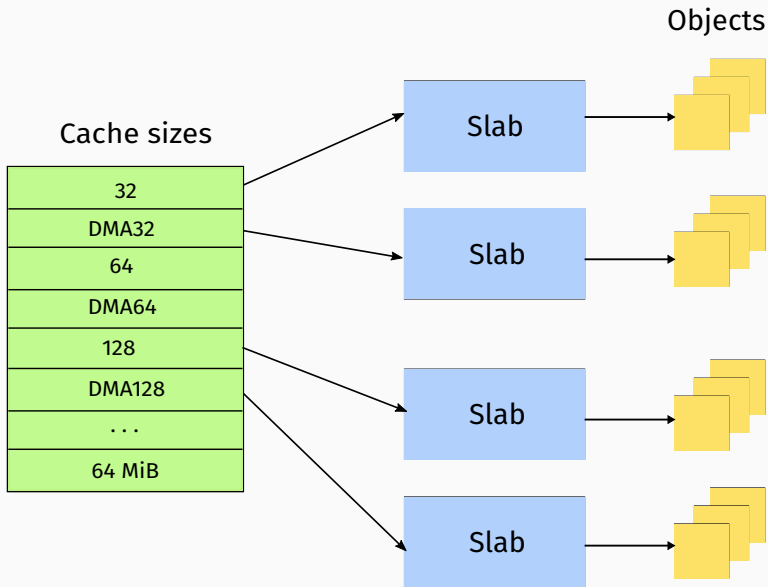 Objects
Cache sizes
32
DMA32
64
DMA64
128
DMA128
...
64 MiB
Slab
Slab
Slab
Slab